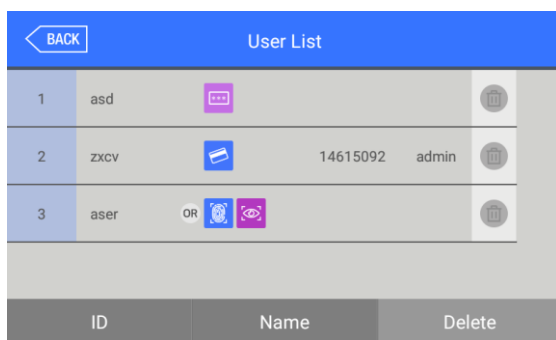 BACK User List
1 asd
2 zxcv 14615092 admin
3 aser OR
ID Name Delete